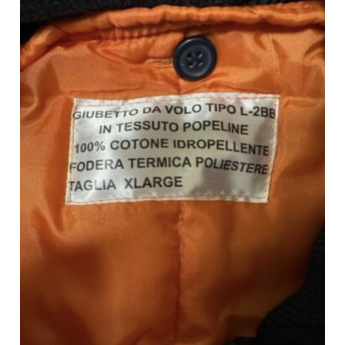 GIUBETTO DA VOLO TIPO L-2BB
IN TESSUTO POPELINE
100% COTONE IDROPELLENTE
FODERA TERMICA POLIESTERE
TAGLIA XLARGE